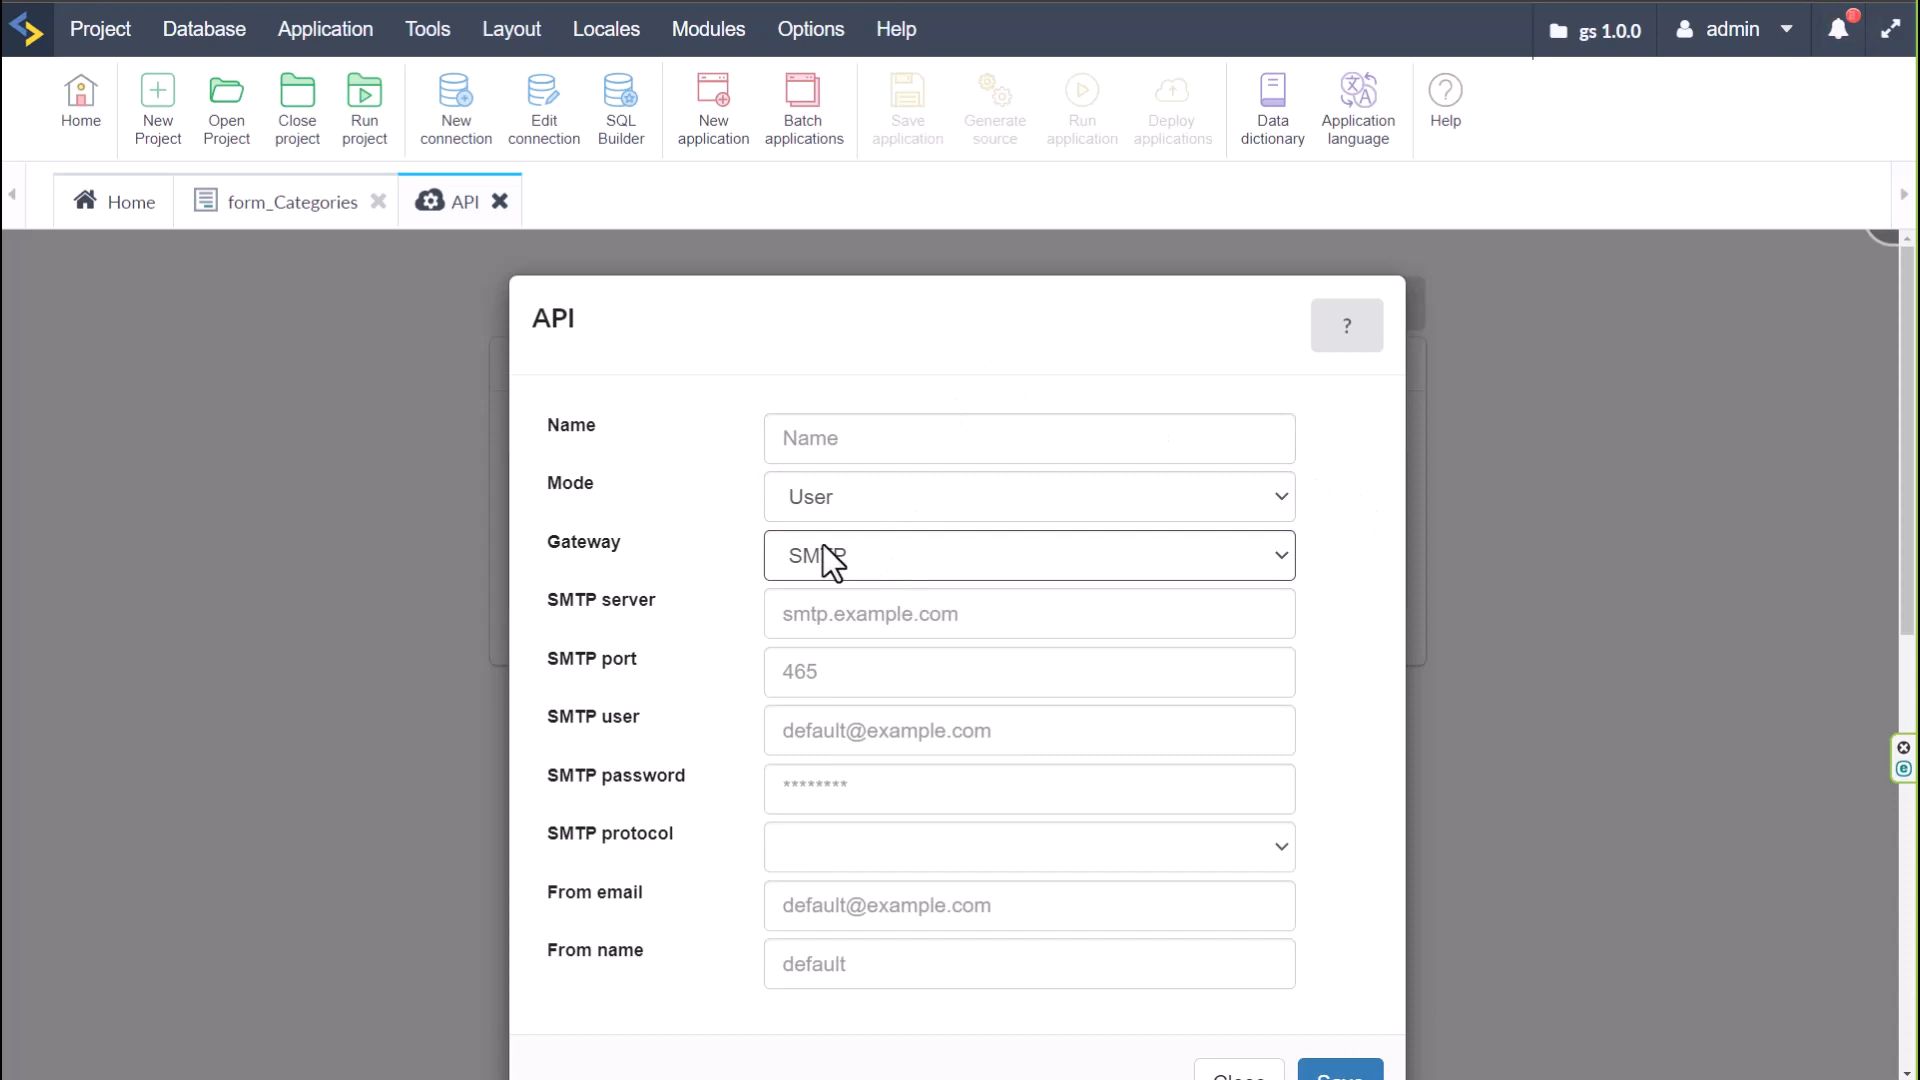 Project Database Application Tools Layout Locales Modules Options Help gs 1.0.0 admin
Home New Project Open Project Close project Run project New connection Edit connection SQL Builder New application Batch applications Save application Generate source Run application Deploy applications Data dictionary Application language Help
Home form_Categories API
API ?
Name Name
Mode User
Gateway SMTP
SMTP server smtp.example.com
SMTP port 465
SMTP user default@example.com
SMTP password ********
SMTP protocol
From email default@example.com
From name default
Close Save